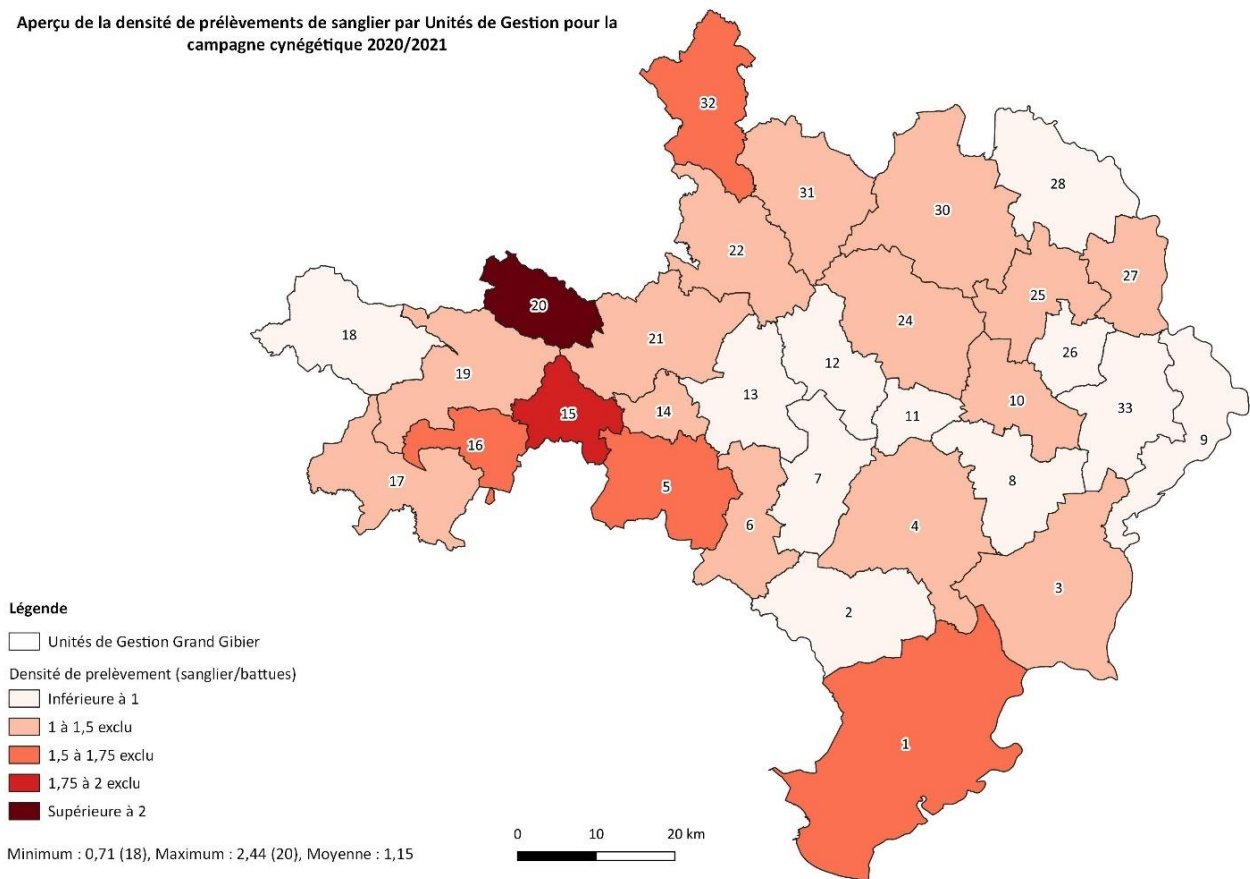 Aperçu de la densité de prélèvements de sanglier par Unités de Gestion pour la
campagne cynégétique 2020/2021
32
28
31
30
22
27
25
20
24
18
21
26
12
19
13
10
33
14
11
15
9
16
7
8
17
5
6
4
3
2
1
Légende
Unités de Gestion Grand Gibier
Densité de prelèvement (sanglier/battues)
Inférieure à 1
1 à 1,5 exclu
1,5 à 1,75 exclu
1,75 à 2 exclu
Supérieure à 2
0 10 20 km
Minimum : 0,71 (18), Maximum : 2,44 (20), Moyenne : 1,15